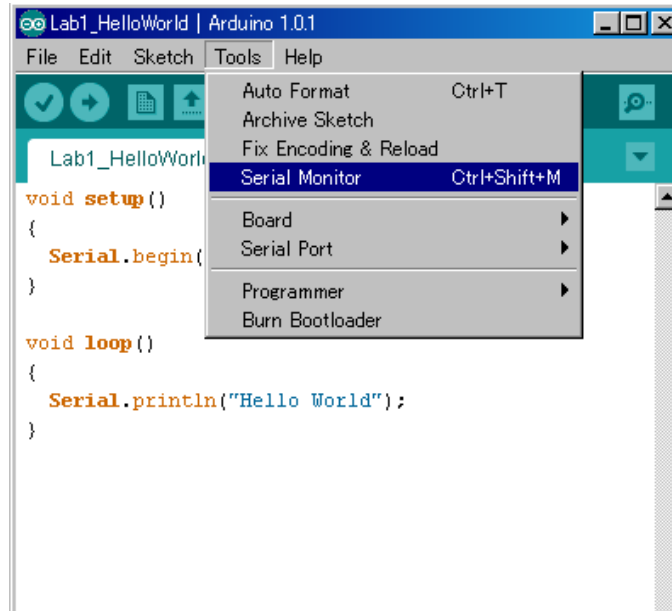 Lab1_HelloWorld | Arduino 1.0.1
File Edit Sketch Tools Help
Auto Format Ctrl+T
Archive Sketch
Fix Encoding & Reload
Serial Monitor Ctrl+Shift+M
Board
Serial Port
Programmer
Burn Bootloader
Lab1_HelloWorl
void setup()
{
Serial.begin(
}
void loop()
{
Serial.println("Hello World");
}